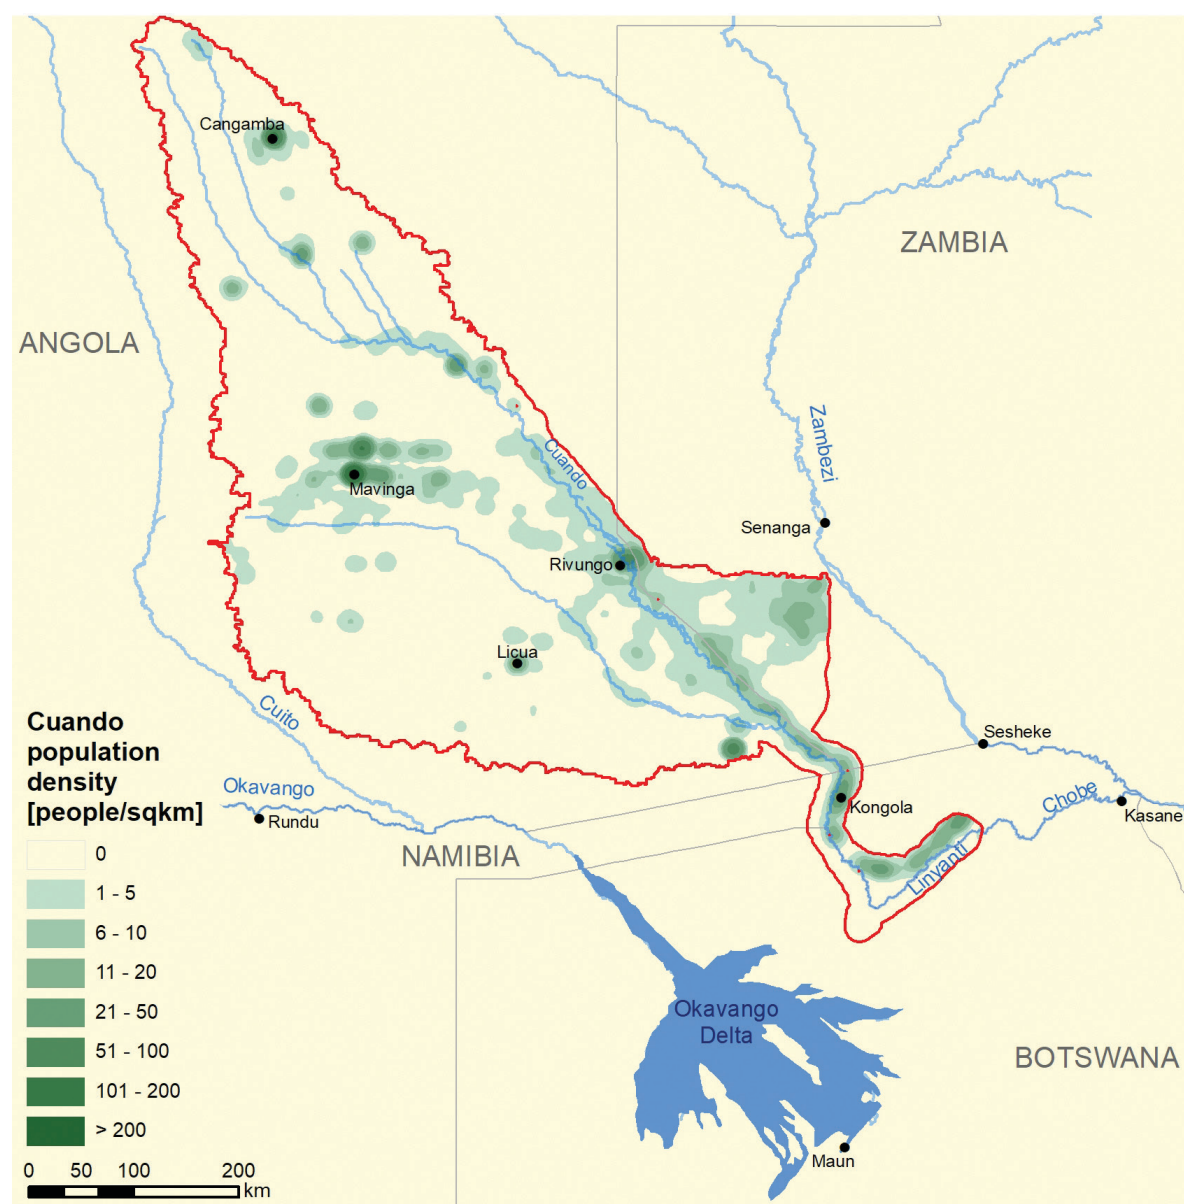 Cangamba
ZAMBIA
ANGOLA
Zambezi
Cuando
Mavinga
Senanga
Rivungo
Licua
Cuito
Sesheke
Chobe
Kasane
Kongola
Linyanti
Okavango
Rundu
NAMIBIA
Cuando
population
density
[people/sqkm]
0
1 - 5
6 - 10
11 - 20
21 - 50
51 - 100
101 - 200
> 200
Okavango
Delta
BOTSWANA
Maun
0 50 100 200
km